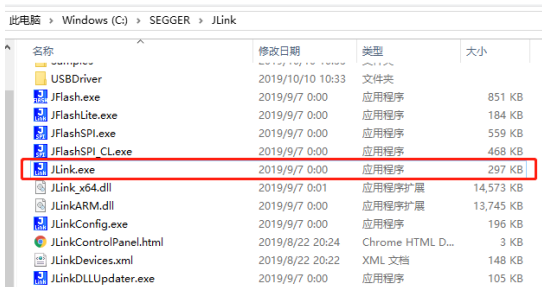 此电脑 > Windows (C:) > SEGGER > JLink
名称 修改日期 类型 大小
USBDriver 2019/10/10 10:33 文件夹
JFlash.exe 2019/9/7 0:00 应用程序 851 KB
JFlashLite.exe 2019/9/7 0:00 应用程序 184 KB
JFlashSPI.exe 2019/9/7 0:00 应用程序 559 KB
JFlashSPI_CL.exe 2019/9/7 0:00 应用程序 468 KB
JLink.exe 2019/9/7 0:00 应用程序 297 KB
JLink_x64.dll 2019/9/7 0:01 应用程序扩展 14,573 KB
JLinkARM.dll 2019/9/7 0:00 应用程序扩展 13,745 KB
JLinkConfig.exe 2019/9/7 0:00 应用程序 196 KB
JLinkControlPanel.html 2019/8/22 20:24 Chrome HTML D... 3 KB
JLinkDevices.xml 2019/8/22 20:22 XML 文档 148 KB
JLinkDLLUpdater.exe 2019/9/7 0:00 应用程序 105 KB